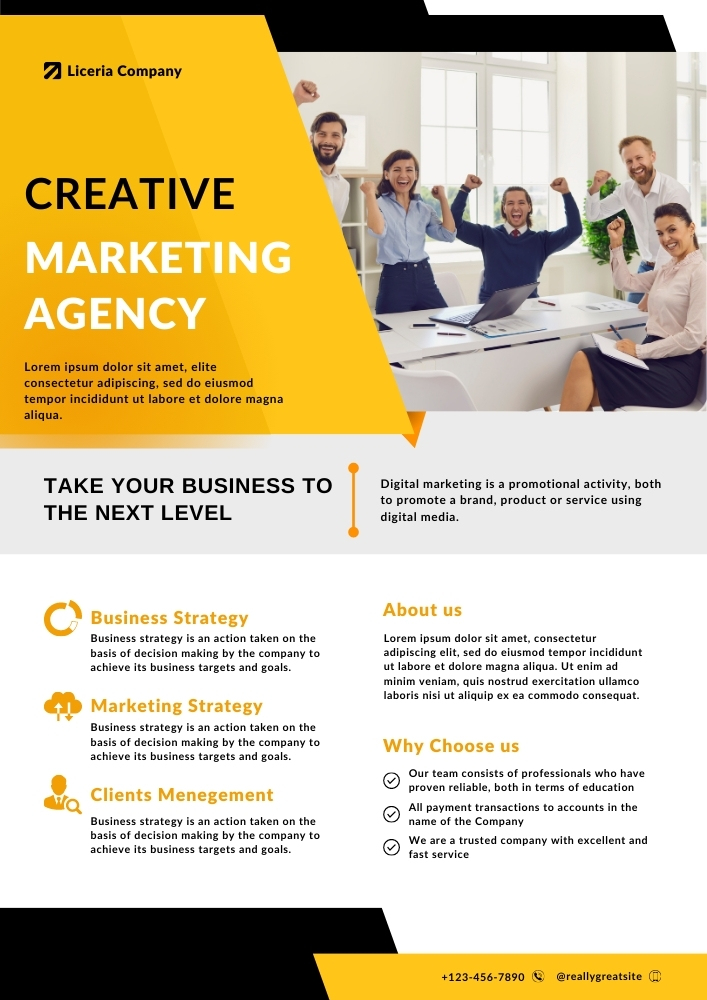 Liceria Company
CREATIVE
MARKETING
AGENCY
Lorem ipsum dolor sit amet, elite
consectetur adipiscing, sed do eiusmod
tempor incididunt ut labore et dolore magna
aliqua.
TAKE YOUR BUSINESS TO
THE NEXT LEVEL
Digital marketing is a promotional activity, both
to promote a brand, product or service using
digital media.
Business Strategy
Business strategy is an action taken on the
basis of decision making by the company to
achieve its business targets and goals.
Marketing Strategy
Business strategy is an action taken on the
basis of decision making by the company to
achieve its business targets and goals.
Clients Menegement
Business strategy is an action taken on the
basis of decision making by the company to
achieve its business targets and goals.
About us
Lorem ipsum dolor sit amet, consectetur
adipiscing elit, sed do eiusmod tempor incididunt
ut labore et dolore magna aliqua. Ut enim ad
minim veniam, quis nostrud exercitation ullamco
laboris nisi ut aliquip ex ea commodo consequat.
Why Choose us
Our team consists of professionals who have
proven reliable, both in terms of education
All payment transactions to accounts in the
name of the Company
We are a trusted company with excellent and
fast service
+123-456-7890
@reallygreatsite